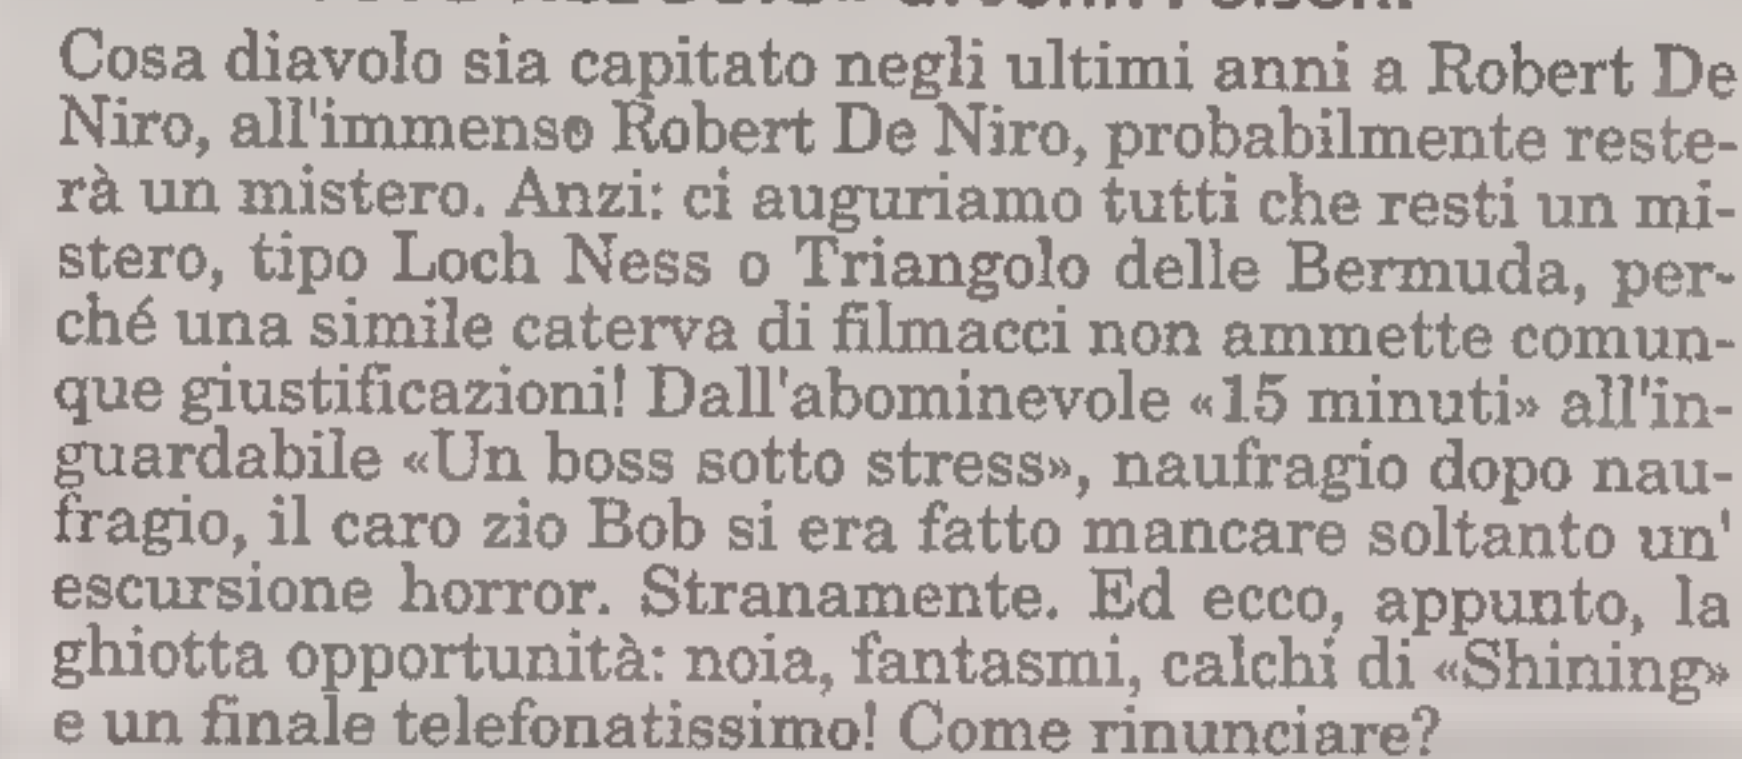 Cosa diavolo sia capitato negli ultimi anni a Robert De
Niro, all'immenso Robert De Niro, probabilmente reste-
rà un mistero. Anzi: ci auguriamo tutti che resti un mi-
stero, tipo Loch Ness o Triangolo delle Bermuda, per-
ché una simile caterva di filmacci non ammette comun-
que giustificazioni! Dall'abominevole «15 minuti» all'in-
guardabile «Un boss sotto stress», naufragio dopo nau-
fragio, il caro zio Bob si era fatto mancare soltanto un'
escursione horror. Stranamente. Ed ecco, appunto, la
ghiotta opportunità: noia, fantasmi, calchi di «Shining»
e un finale telefonatissimo! Come rinunciare?